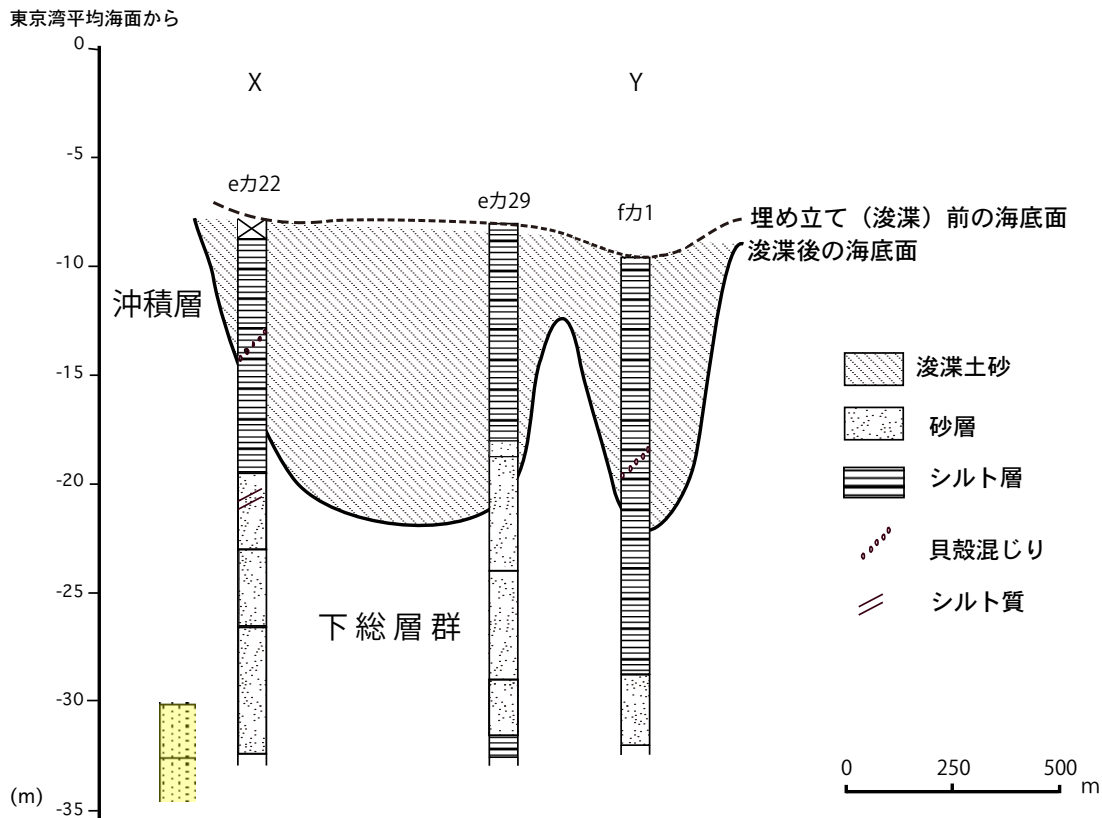 東京湾平均海面から
0
X
Y
-5
eカ22
eカ29
fカ1
埋め立て（浚渫）前の海底面
浚渫後の海底面
-10
沖積層
-15
浚渫土砂
砂層
シルト層
-20
貝殻混じり
シルト質
-25
下総層群
-30
0
250
500
m
(m)
-35